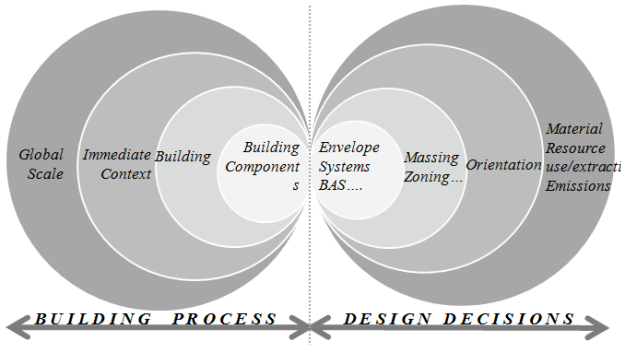 Global
Scale
Immediate
Context
Building
Building
Component
s
Envelope
Systems
BAS….
Massing
Zoning…
Orientation
Material
Resource
use/extracti
Emissions
BUILDING PROCESS
DESIGN DECISIONS